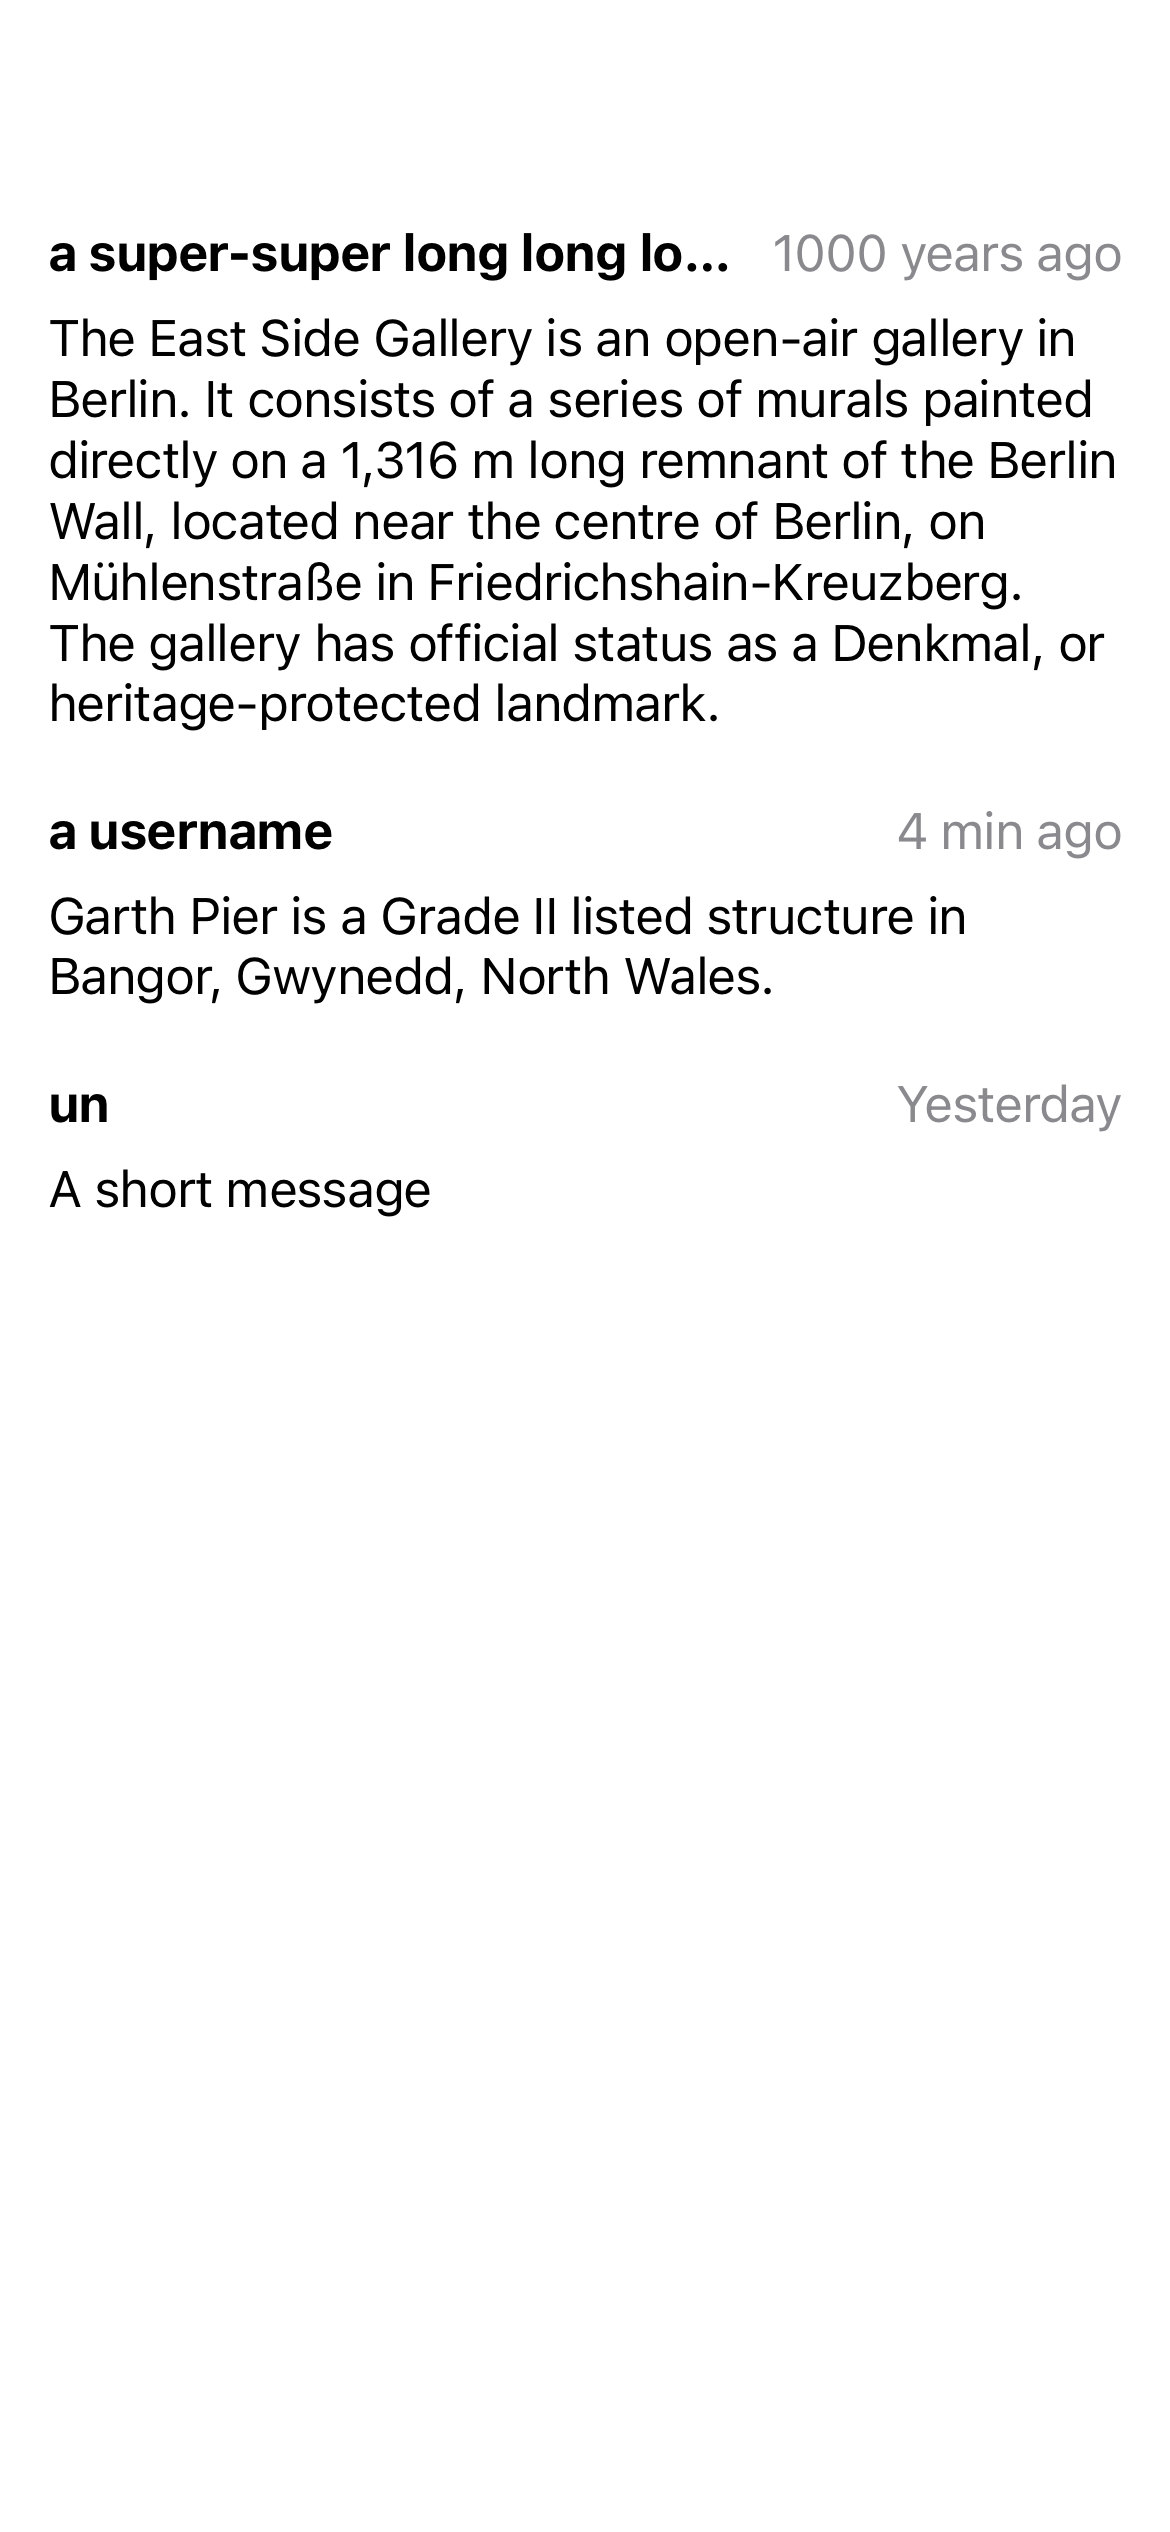 a super-super long long lo... 1000 years ago
The East Side Gallery is an open-air gallery in
Berlin. It consists of a series of murals painted
directly on a 1,316 m long remnant of the Berlin
Wall, located near the centre of Berlin, on
Mühlenstraße in Friedrichshain-Kreuzberg.
The gallery has official status as a Denkmal, or
heritage-protected landmark.
a username 4 min ago
Garth Pier is a Grade II listed structure in
Bangor, Gwynedd, North Wales.
un Yesterday
A short message